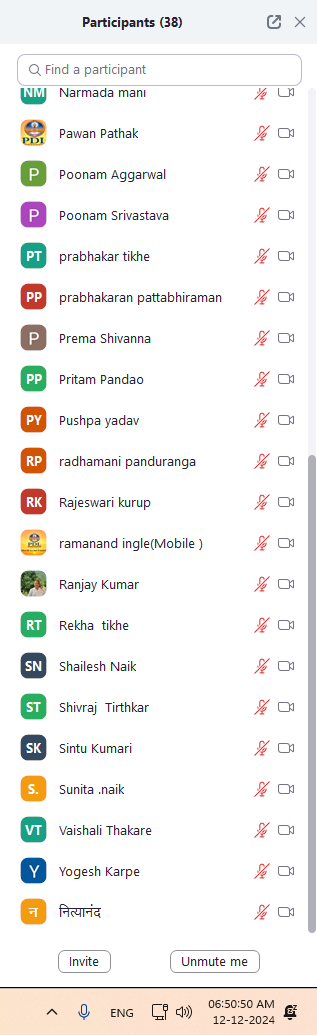 Participants (38)
Find a participant
NM Narmada mani
PDI Pawan Pathak
P Poonam Aggarwal
P Poonam Srivastava
PT prabhakar tikhe
PP prabhakaran pattabhiraman
P Prema Shivanna
PP Pritam Pandao
PY Pushpa yadav
RP radhamani panduranga
RK Rajeswari kurup
PDI ramanand ingle(Mobile )
Ranjay Kumar
RT Rekha  tikhe
SN Shailesh Naik
ST Shivraj  Tirthkar
SK Sintu Kumari
S. Sunita .naik
VT Vaishali Thakare
Y Yogesh Karpe
न नित्यानंद
Invite Unmute me
ENG 06:50:50 AM
12-12-2024